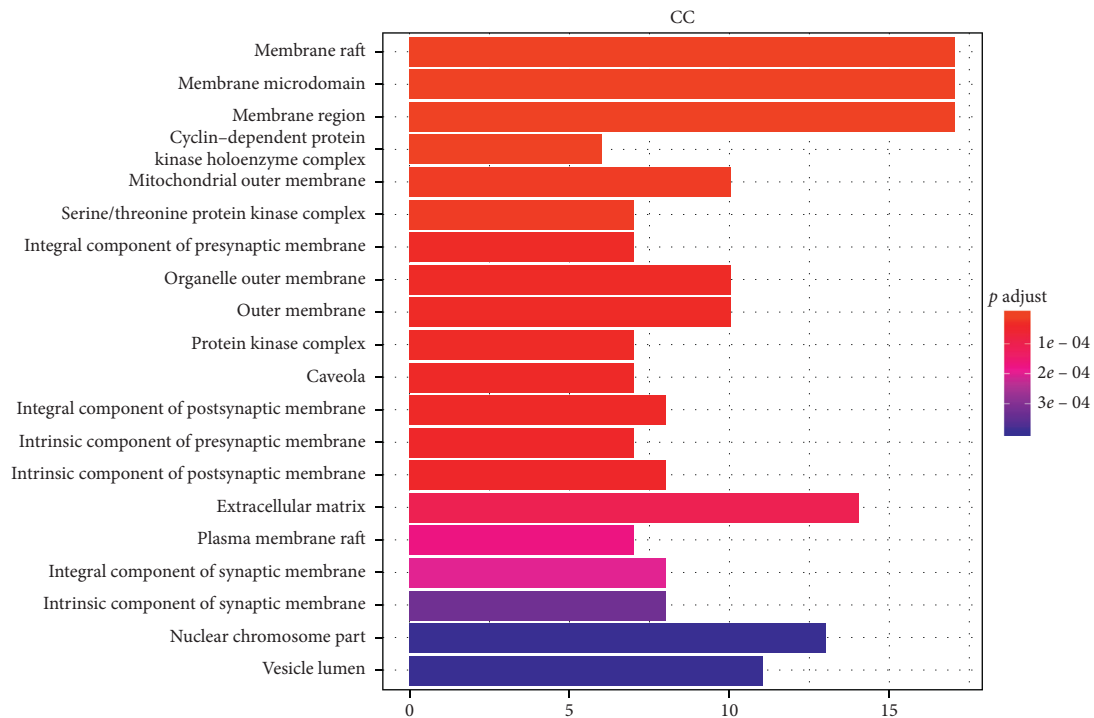 CC
Membrane raft
Membrane microdomain
Membrane region
Cyclin–dependent protein
kinase holoenzyme complex
Mitochondrial outer membrane
Serine/threonine protein kinase complex
Integral component of presynaptic membrane
Organelle outer membrane
Outer membrane
Protein kinase complex
Caveola
Integral component of postsynaptic membrane
Intrinsic component of presynaptic membrane
Intrinsic component of postsynaptic membrane
Extracellular matrix
Plasma membrane raft
Integral component of synaptic membrane
Intrinsic component of synaptic membrane
Nuclear chromosome part
Vesicle lumen
0 5 10 15
p adjust
1e – 04
2e – 04
3e – 04